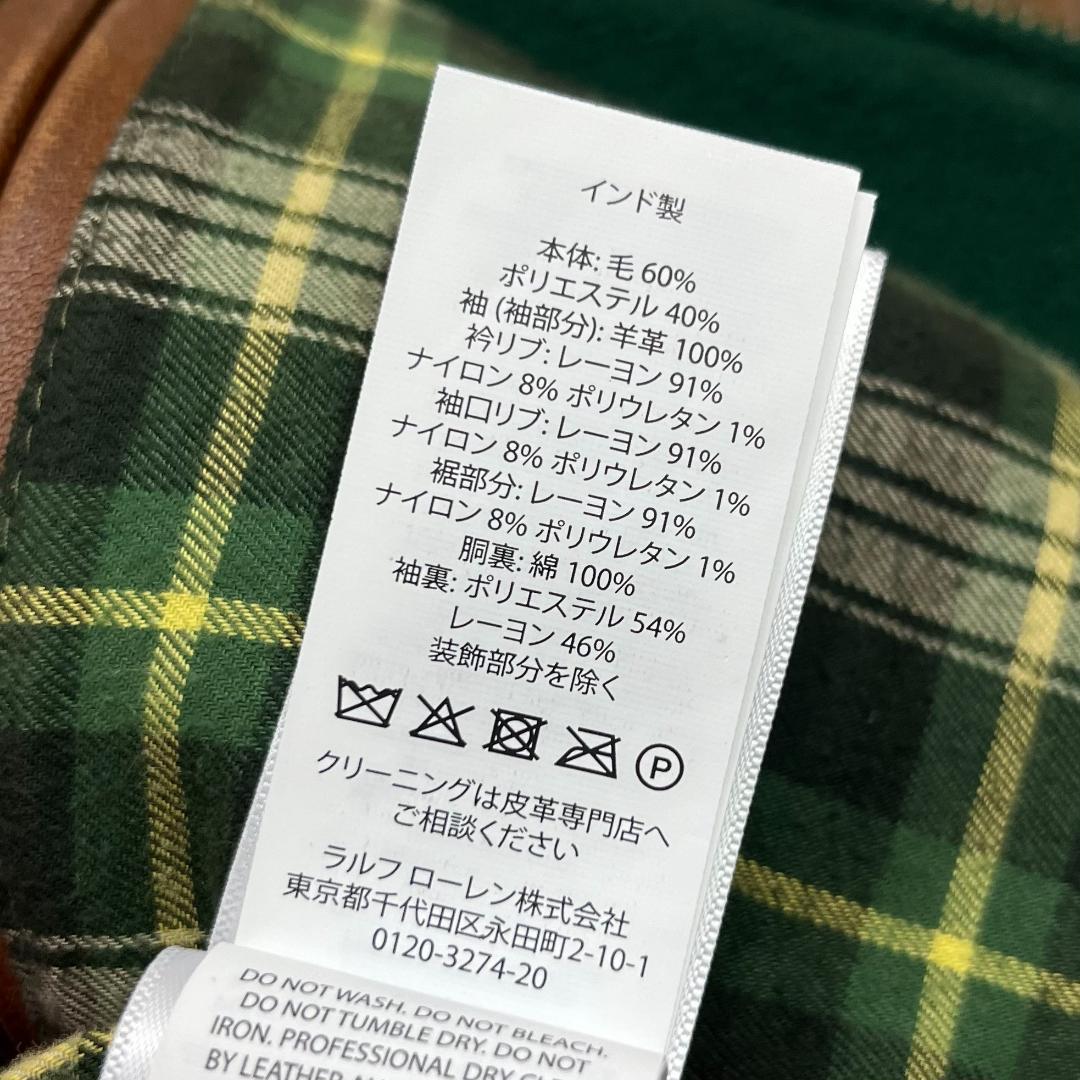 インド製
本体: 毛 60%
ポリエステル 40%
袖 (袖部分): 羊革 100%
衿リブ: レーヨン 91%
ナイロン 8% ポリウレタン 1%
袖口リブ: レーヨン 91%
ナイロン 8% ポリウレタン 1%
裾部分: レーヨン 91%
ナイロン 8% ポリウレタン 1%
胴裏: 綿 100%
袖裏: ポリエステル 54%
レーヨン 46%
装飾部分を除く
P
クリーニングは皮革専門店へ
ご相談ください
ラルフ ローレン株式会社
東京都千代田区永田町2-10-1
0120-3274-20
DO NOT WASH. DO NOT BLEACH.
DO NOT TUMBLE DRY. DO NOT
IRON. PROFESSIONAL DRY
BY LEATHER